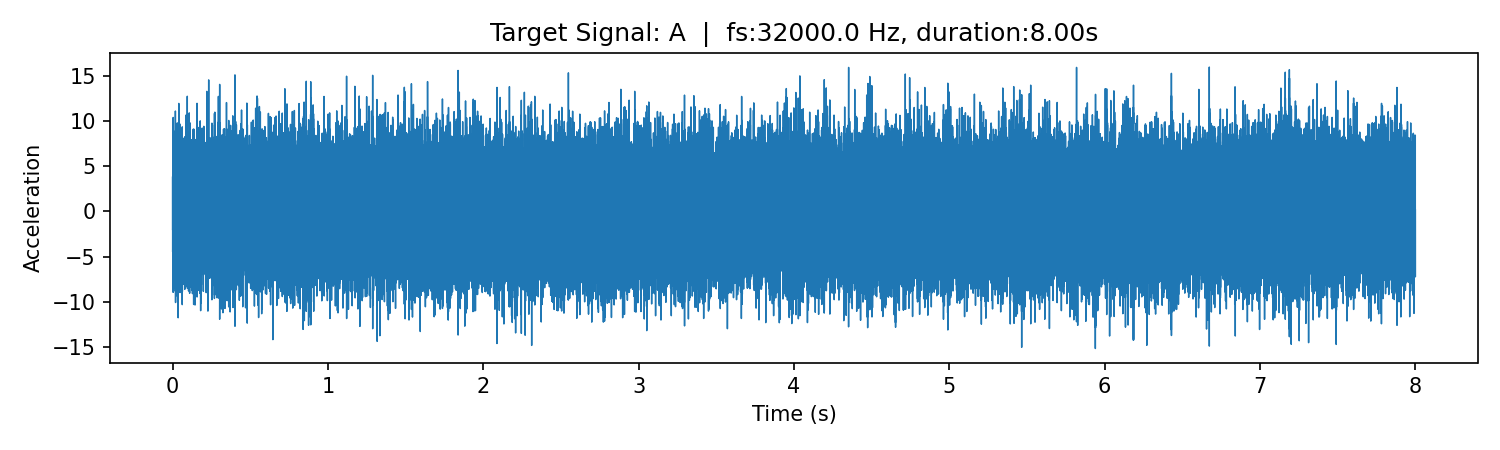 Target Signal: A | fs:32000.0 Hz, duration:8.00s
Acceleration
15
10
5
0
−5
−10
−15
0 1 2 3 4 5 6 7 8
Time (s)